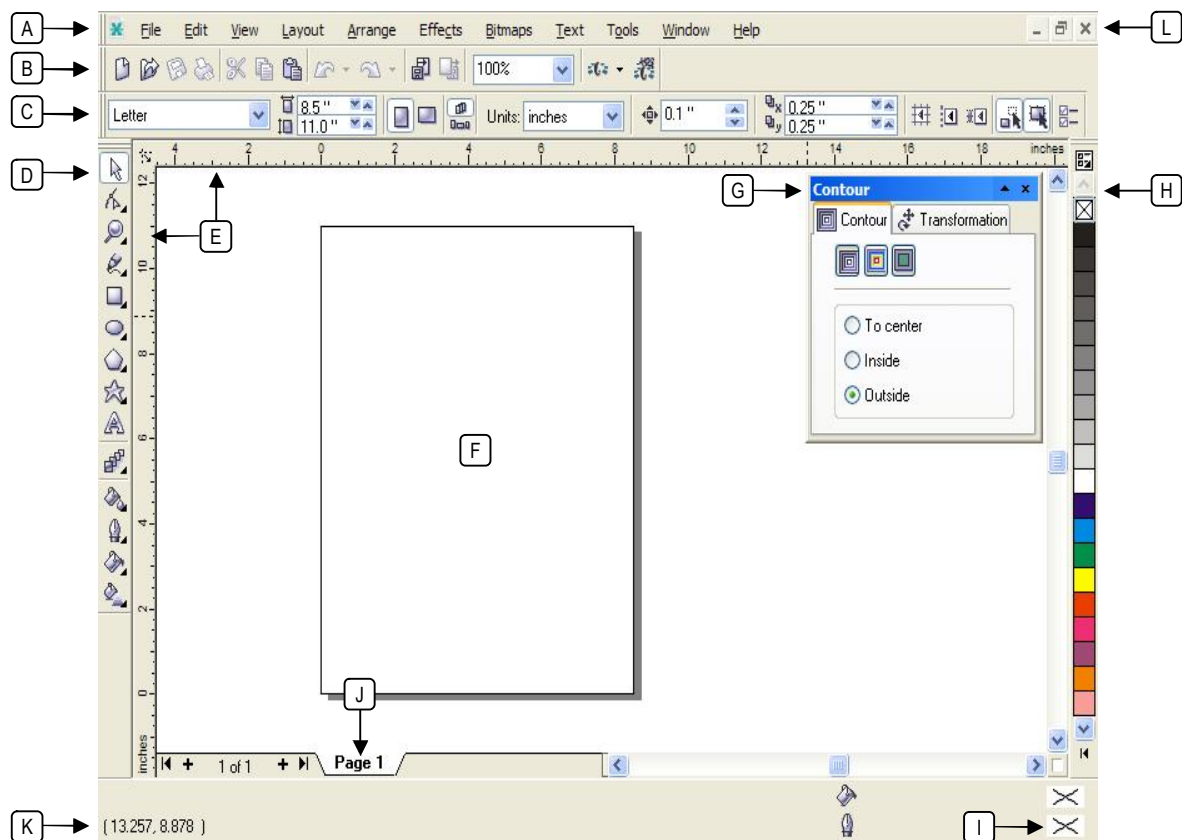 A File Edit View Layout Arrange Effects Bitmaps Text Tools Window Help L
B 100%
C Letter 8.5 " 11.0 " Units: inches 0.1 " x 0.25 " y 0.25 "
D
4 2 0 2 4 6 8 10 12 14 16 18 inches
E
G Contour
H
Contour Transformation
To center
Inside
Outside
12 10 8 6 4 2 0 inches
F
J
1 of 1 Page 1
K ( 13.257, 8.878 )
I